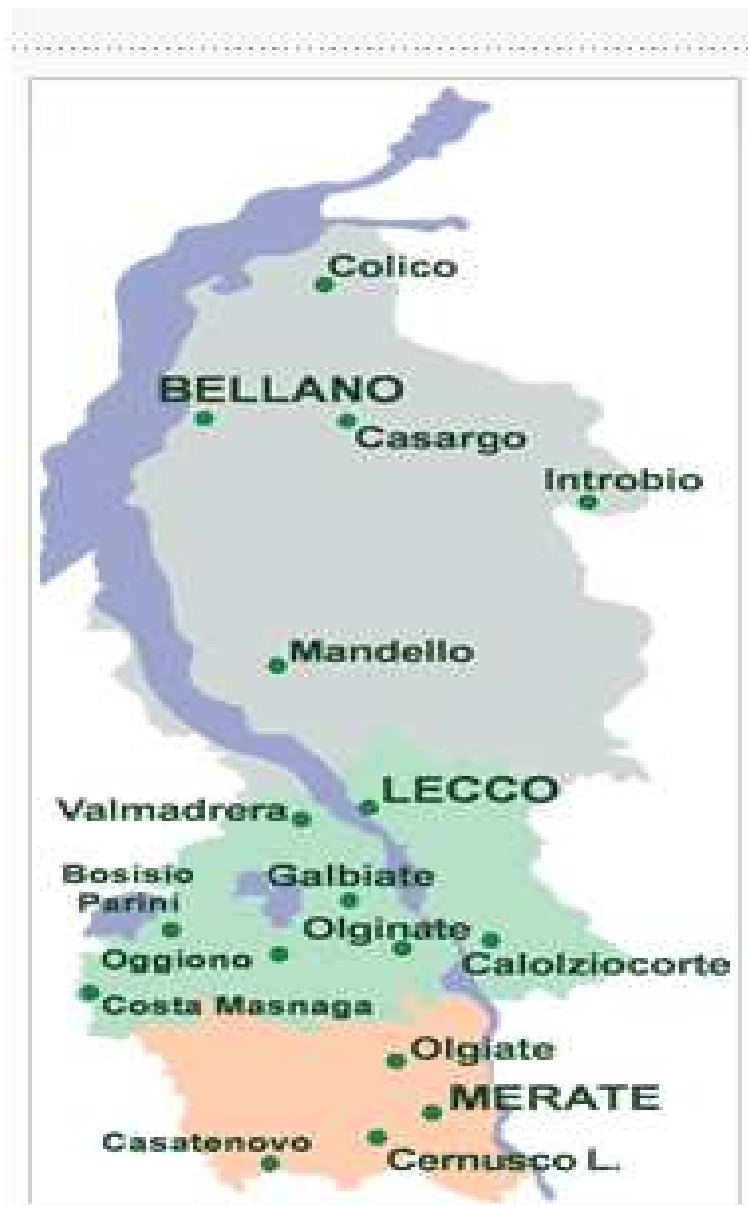 Colico
BELLANO
Casargo
Introbio
Mandello
LECCO
Valmadrera
Bosisio
Parini
Galbiate
Olginate
Oggiono
Calolziocorte
Costa Masnaga
Olgiate
MERATE
Casatenovo
Cernusco L.